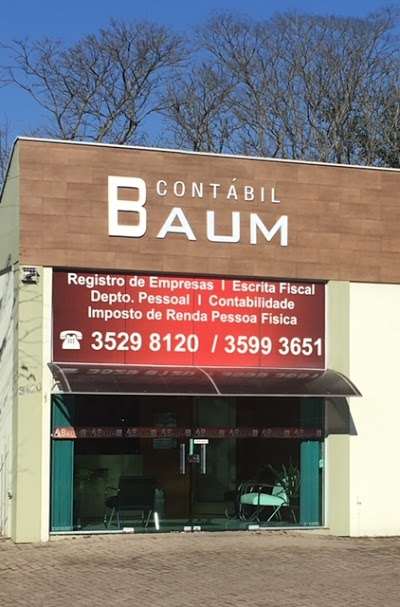 CONTÁBIL
BAUM
Registro de Empresas | Escrita Fiscal
Depto. Pessoal | Contabilidade
Imposto de Renda Pessoa Física
☎ 3529 8120 / 3599 3651